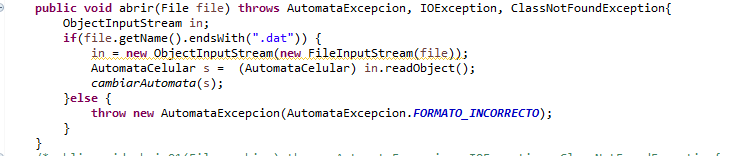 public void abrir(File file) throws AutomataExcepcion, IOException, ClassNotFoundException{
ObjectInputStream in;
if(file.getName().endsWith(".dat")) {
in = new ObjectInputStream(new FileInputStream(file));
AutomataCelular s =  (AutomataCelular) in.readObject();
cambiarAutomata(s);
}else {
throw new AutomataExcepcion(AutomataExcepcion.FORMATO_INCORRECTO);
}
}